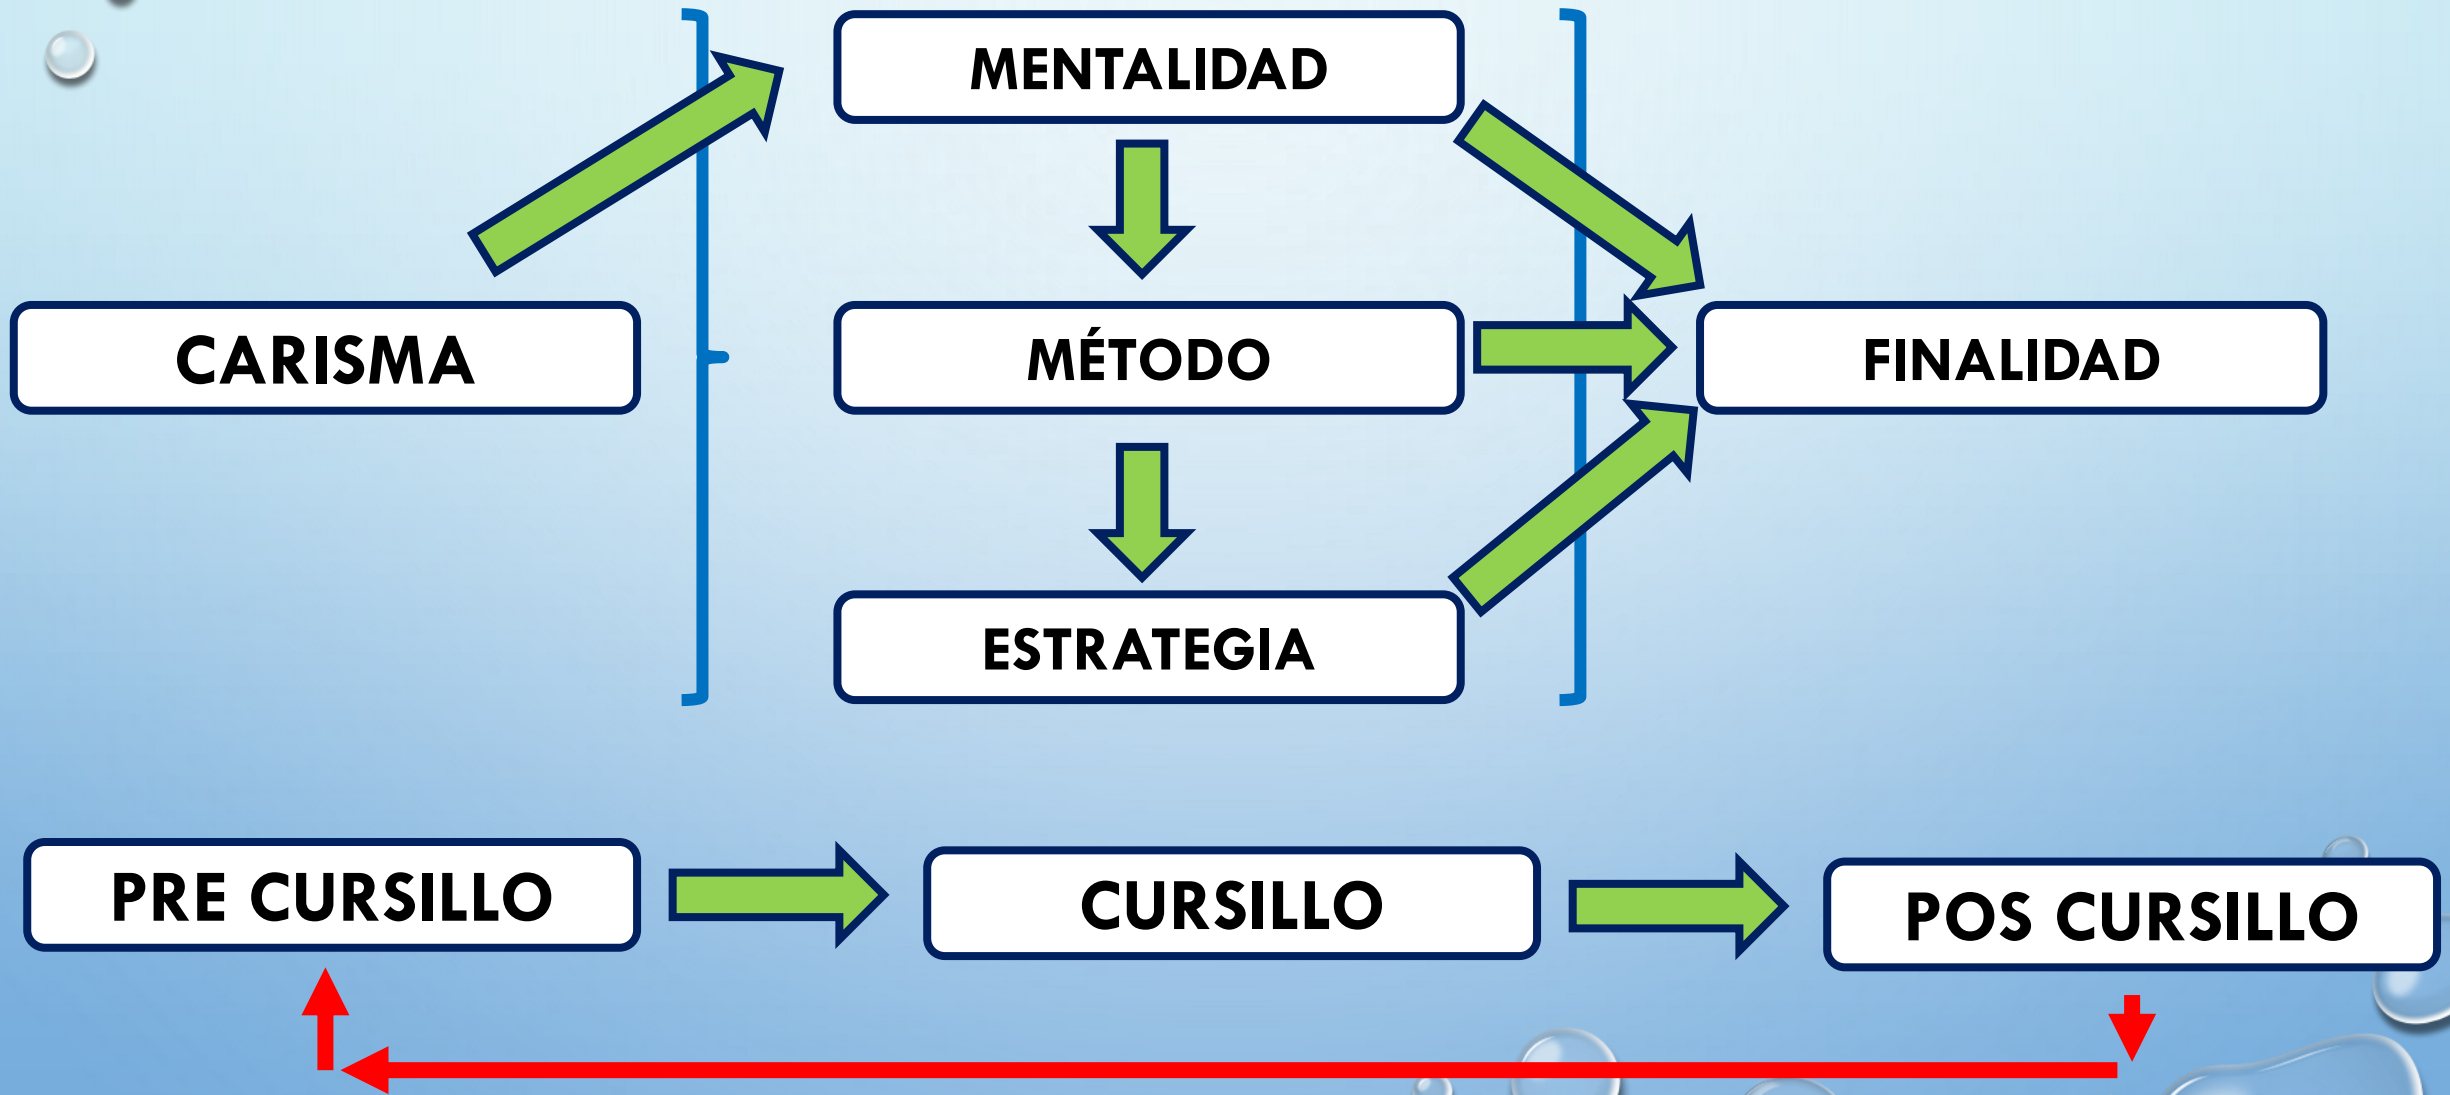 MENTALIDAD
CARISMA
MÉTODO
FINALIDAD
ESTRATEGIA
PRE CURSILLO
CURSILLO
POS CURSILLO